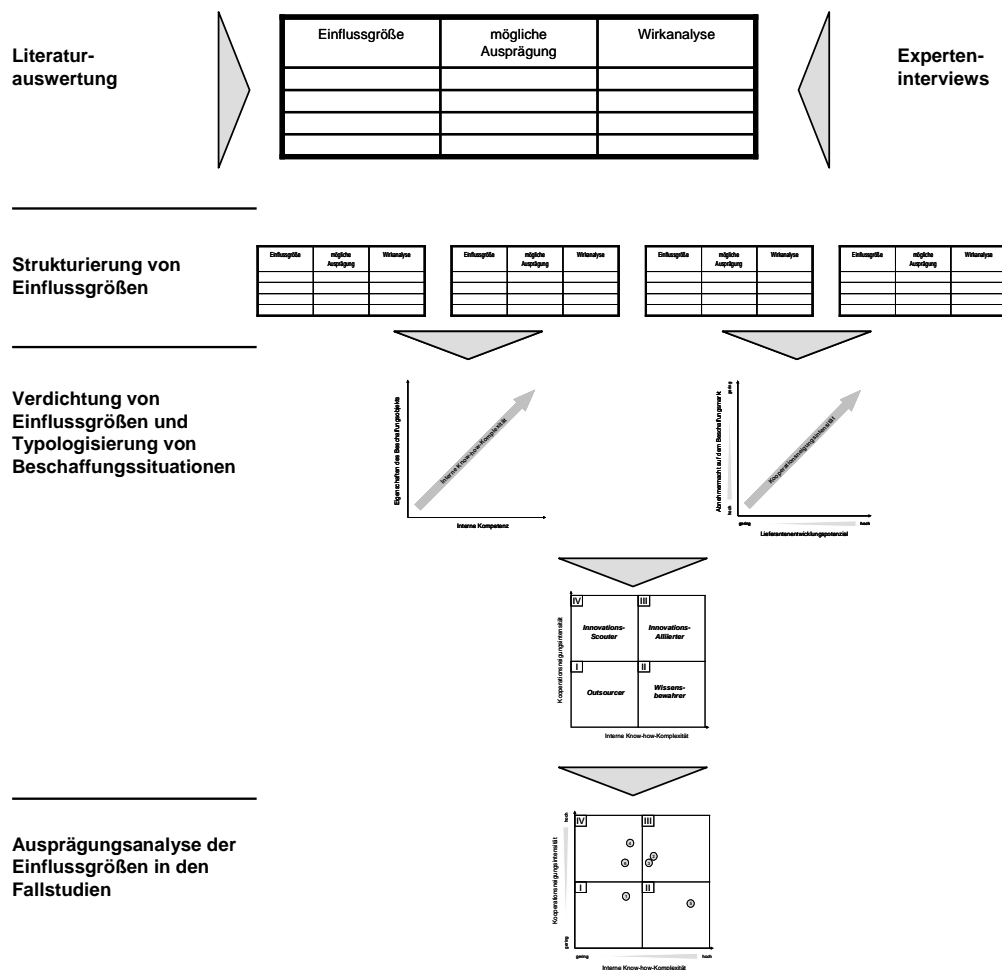 Literatur-
auswertung
Einflussgröße
mögliche
Ausprägung
Wirkanalyse
Experten-
interviews
Strukturierung von
Einflussgrößen
Einflussgröße
mögliche
Ausprägung
Wirkanalyse
Einflussgröße
mögliche
Ausprägung
Wirkanalyse
Einflussgröße
mögliche
Ausprägung
Wirkanalyse
Einflussgröße
mögliche
Ausprägung
Wirkanalyse
Verdichtung von
Einflussgrößen und
Typologisierung von
Beschaffungssituationen
Eigenschaften des Beschaffungsobjekts
Interne Know-how-Komplexität
Interne Kompetenz
Abnehmermacht auf dem Beschaffungsmarkt
gering
hoch
Kooperationsneigungsintensität
gering
hoch
Lieferantenentwicklungspotenzial
Kooperationsneigungsintensität
IV
Innovations-
Scouter
III
Innovations-
Alliierter
I
Outsourcer
II
Wissens-
bewahrer
Interne Know-how-Komplexität
Ausprägungsanalyse der
Einflussgrößen in den
Fallstudien
Kooperationsneigungsintensität
hoch
gering
IV
III
I
II
gering
hoch
Interne Know-how-Komplexität